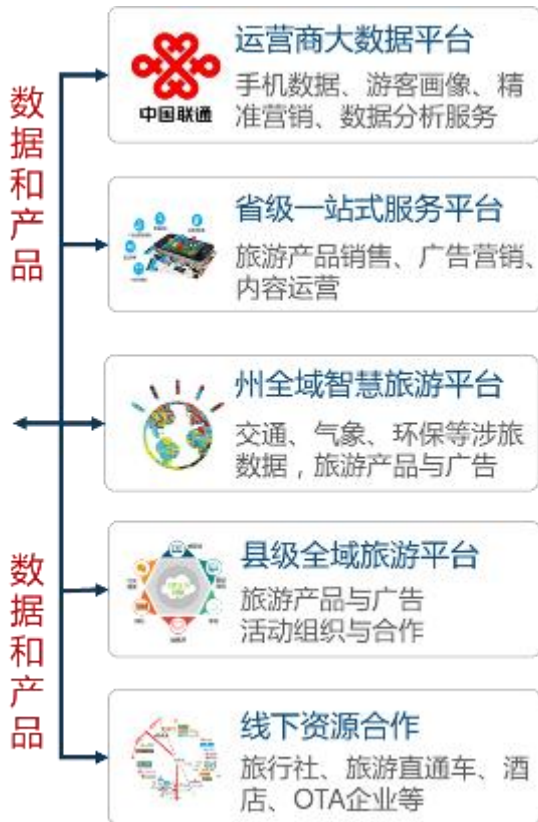 数据和产品
运营商大数据平台
手机数据、游客画像、精
准营销、数据分析服务
中国联通
省级一站式服务平台
旅游产品销售、广告营销、
内容运营
州全域智慧旅游平台
交通、气象、环保等涉旅
数据，旅游产品与广告
数据和产品
县级全域旅游平台
旅游产品与广告
活动组织与合作
线下资源合作
旅行社、旅游直通车、酒
店、OTA企业等